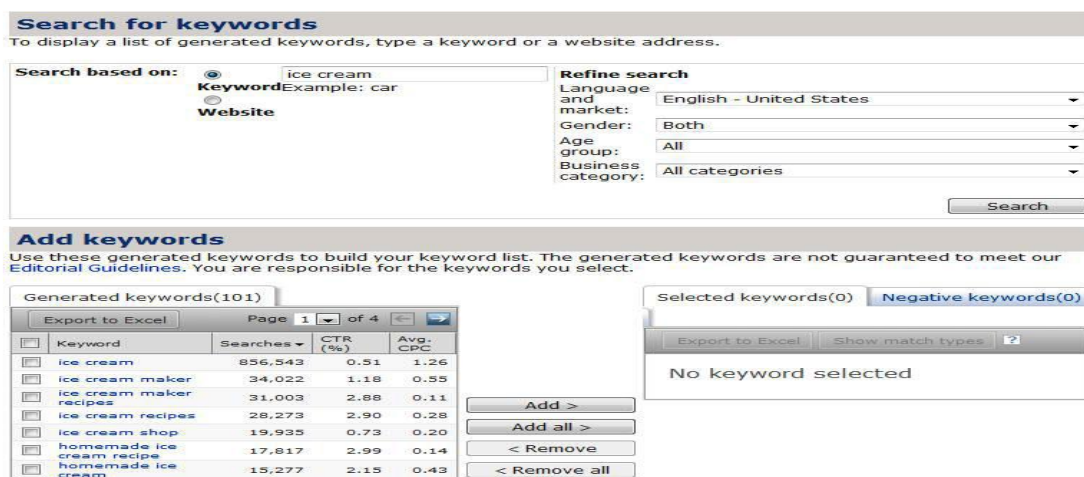 Search for keywords
To display a list of generated keywords, type a keyword or a website address.
Search based on:
ice cream
Keyword Example: car
Website
Refine search
Language and market: English - United States
Gender: Both
Age group: All
Business category: All categories
Search
Add keywords
Use these generated keywords to build your keyword list. The generated keywords are not guaranteed to meet our
Editorial Guidelines. You are responsible for the keywords you select.
Generated keywords(101)
Export to Excel Page 1 of 4
Keyword Searches CTR (%) Avg. CPC
ice cream 856,543 0.51 1.26
ice cream maker 34,022 1.18 0.55
ice cream maker recipes 31,003 2.88 0.11
ice cream recipes 28,273 2.90 0.28
ice cream shop 19,935 0.73 0.20
homemade ice cream recipe 17,817 2.99 0.14
homemade ice cream 15,277 2.15 0.43
Add >
Add all >
< Remove
< Remove all
Selected keywords(0) Negative keywords(0)
Export to Excel Show match types ?
No keyword selected